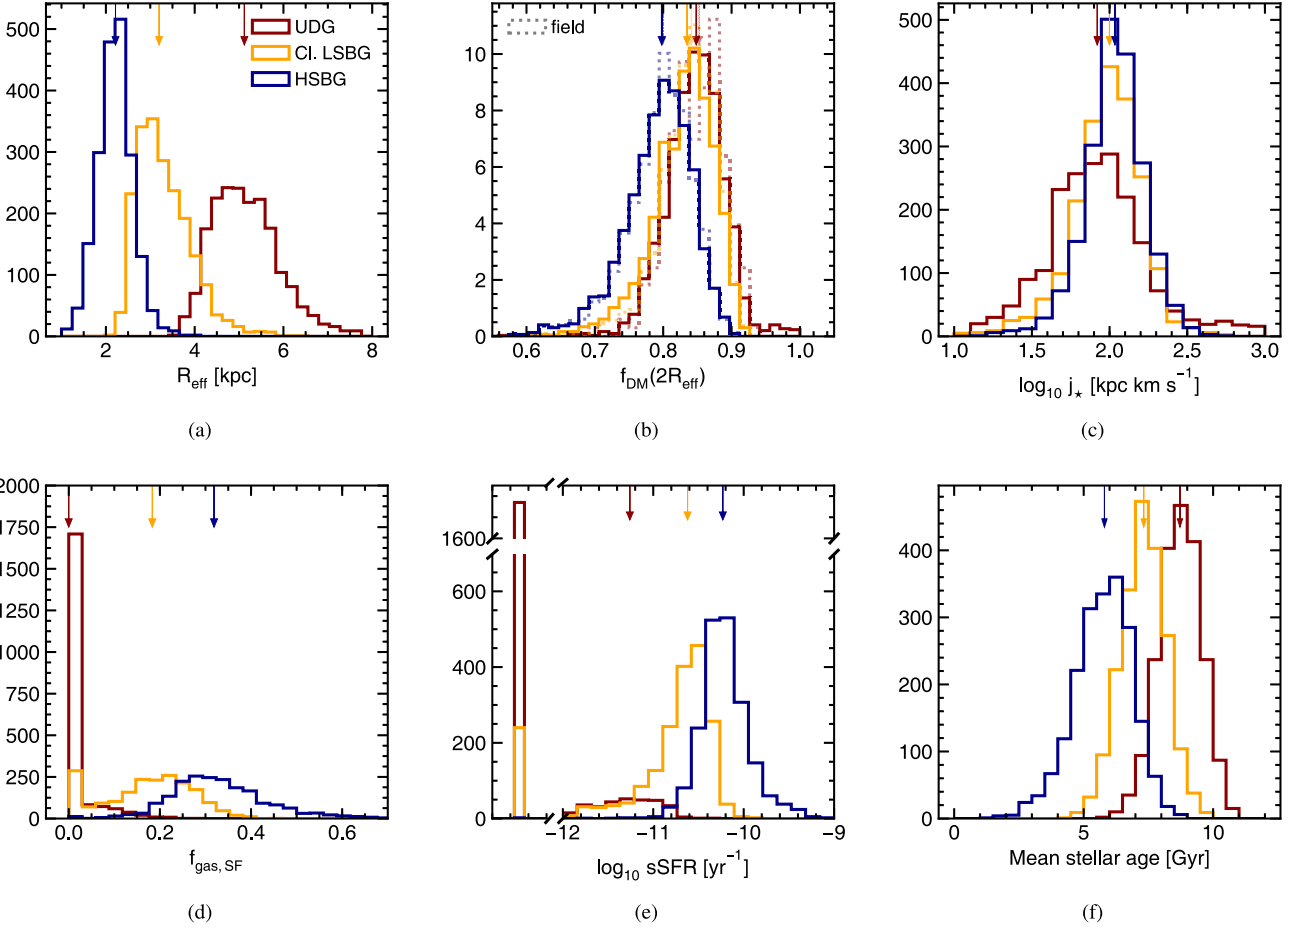 UDG
Cl. LSBG
HSBG
500
400
300
200
100
0
2 4 6 8
R_eff [kpc]
(a)
field
10
8
6
4
2
0
0.6 0.7 0.8 0.9 1.0
f_DM(2R_eff)
(b)
500
400
300
200
100
0
1.0 1.5 2.0 2.5 3.0
log_10 j_⋆ [kpc km s^−1]
(c)
2000
1750
1500
1250
1000
750
500
250
0
0.0 0.2 0.4 0.6
f_gas, SF
(d)
1600
600
400
200
0
−12 −11 −10 −9
log_10 sSFR [yr^−1]
(e)
400
300
200
100
0
0 5 10
Mean stellar age [Gyr]
(f)